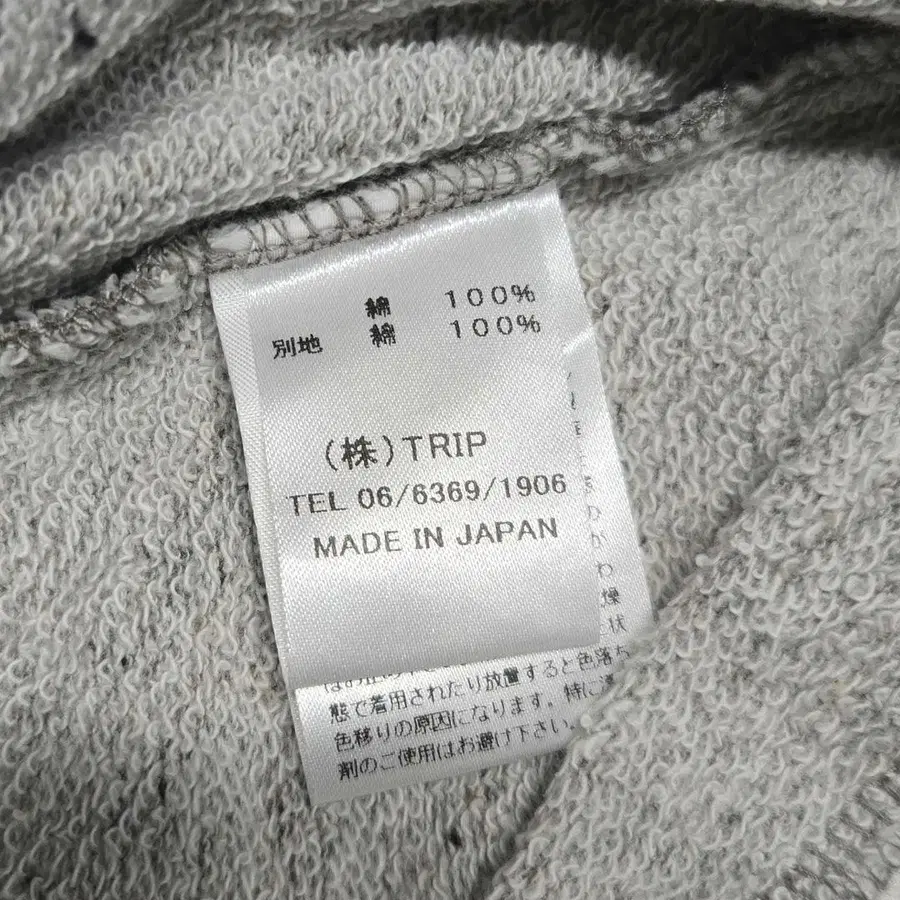 綿 100%
別地 綿 100%
(株)TRIP
TEL 06/6369/1906
MADE IN JAPAN
燥
状
態で着用されたり放置すると色落ち
色移りの原因になります。特に
剤のご使用はお避け下さい。